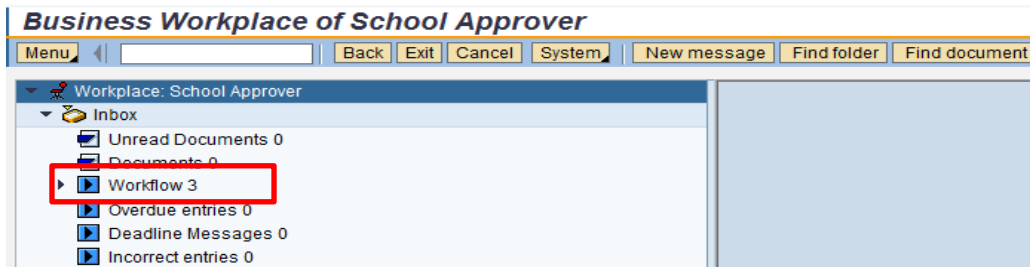 Business Workplace of School Approver
Menu Back Exit Cancel System New message Find folder Find document
Workplace: School Approver
Inbox
Unread Documents 0
Documents 0
Workflow 3
Overdue entries 0
Deadline Messages 0
Incorrect entries 0